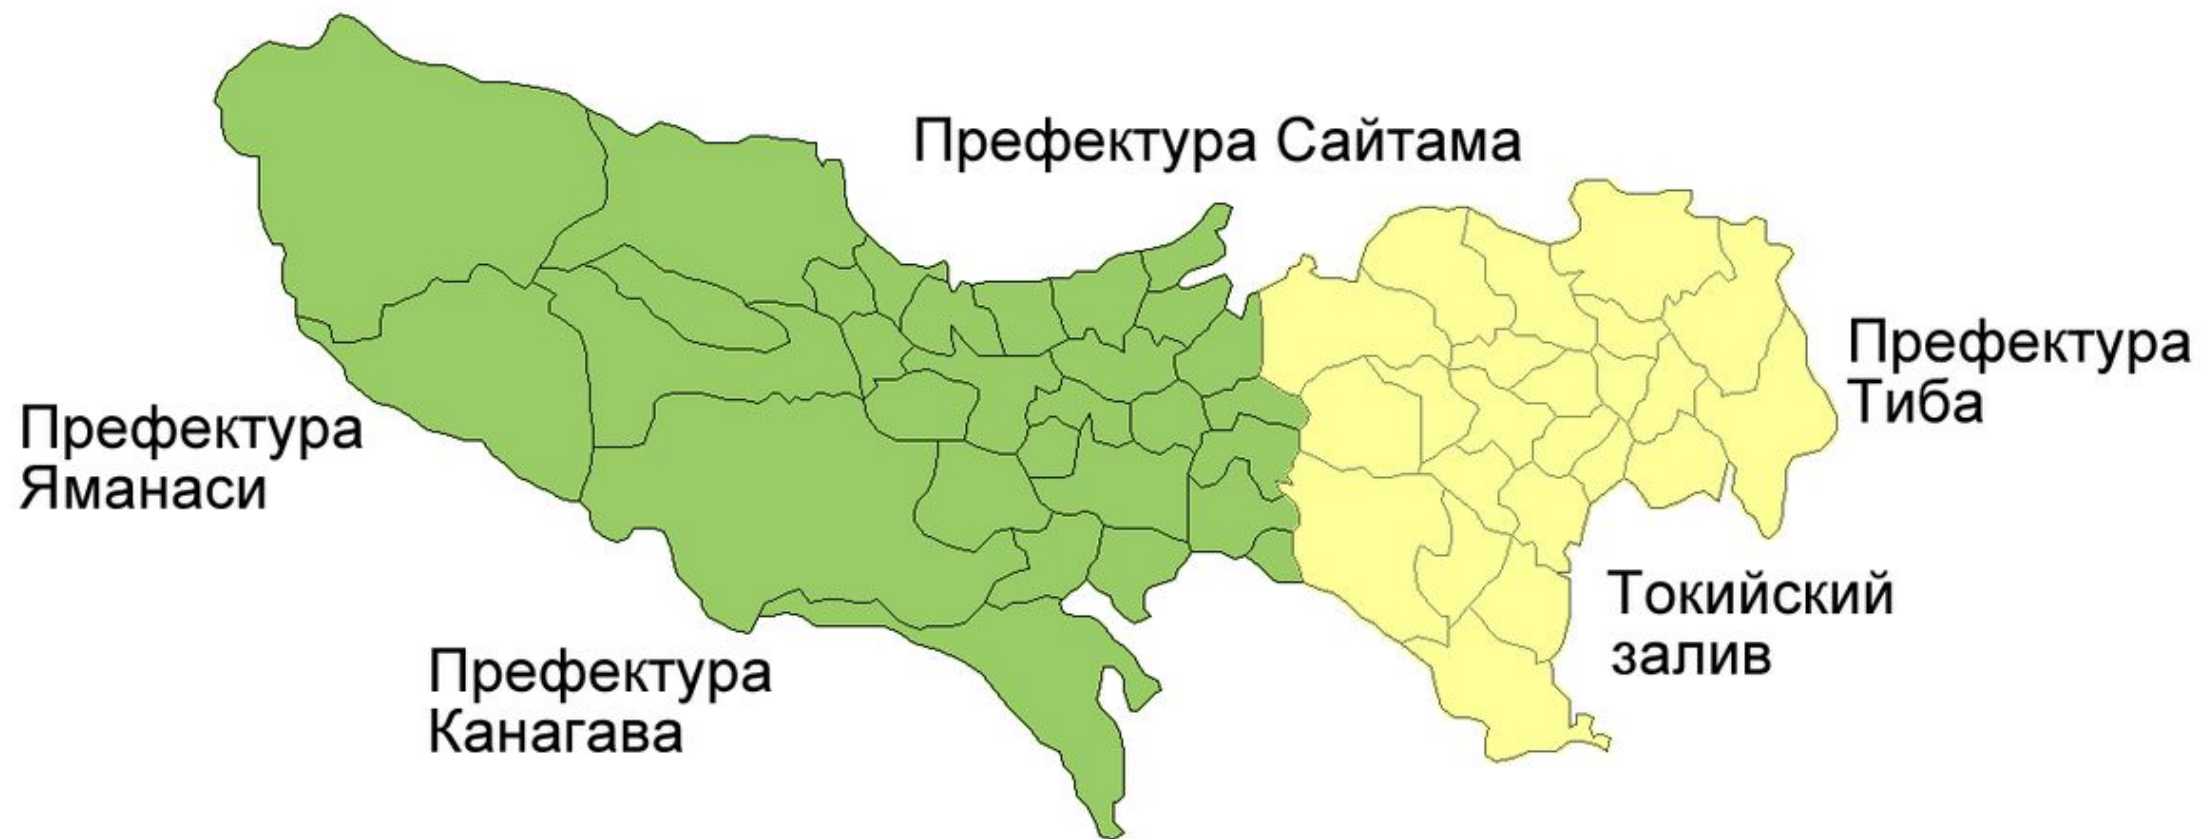 Префектура Сайтама
Префектура
Тиба
Префектура
Яманаси
Токийский
залив
Префектура
Канагава